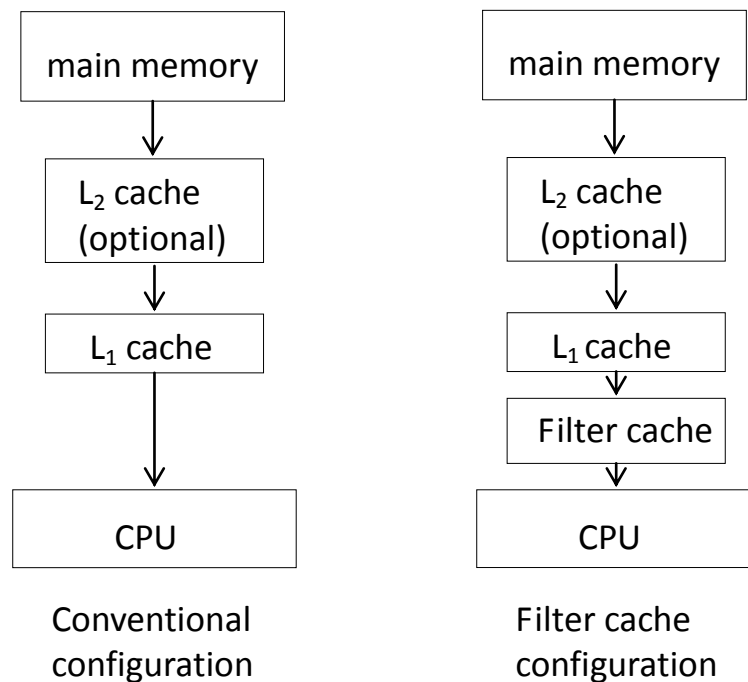 main memory
L₂ cache
(optional)
L₁ cache
CPU
Conventional
configuration
main memory
L₂ cache
(optional)
L₁ cache
Filter cache
CPU
Filter cache
configuration